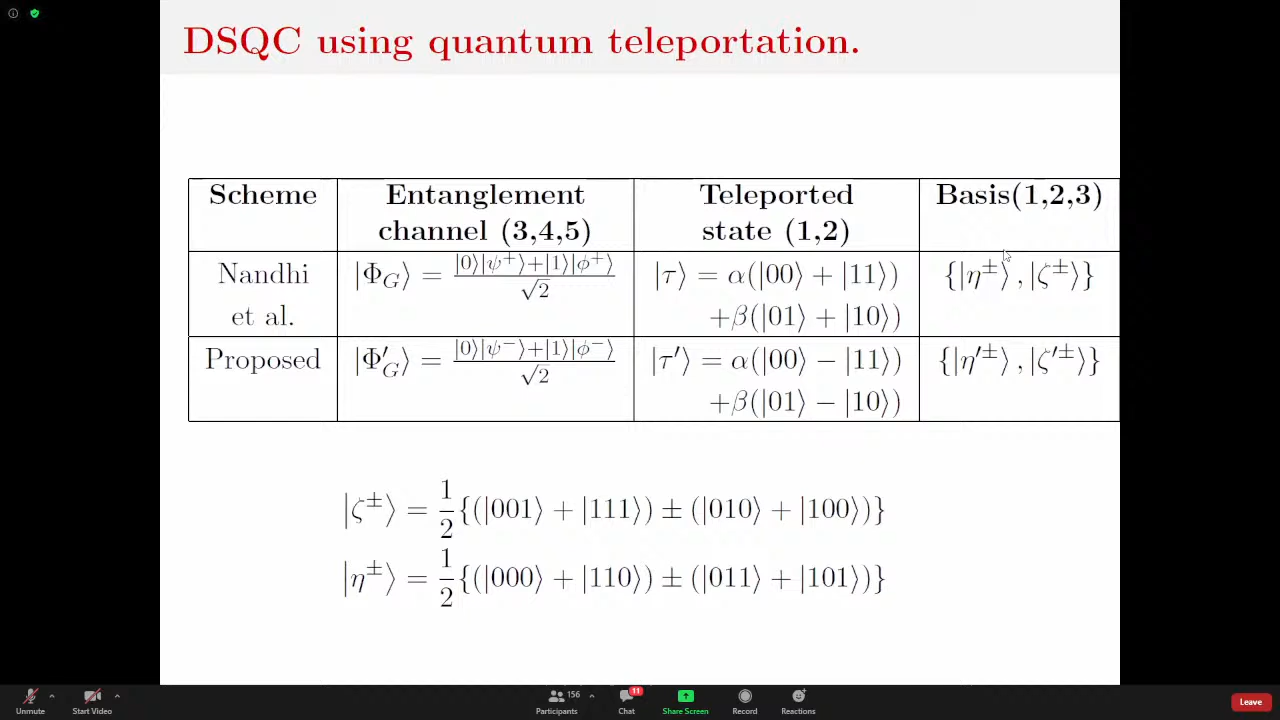 DSQC using quantum teleportation.
Scheme
Entanglement
channel (3,4,5)
Teleported
state (1,2)
Basis(1,2,3)
Nandhi
et al.
|Φ_G⟩ = (|0⟩|ψ⁺⟩+|1⟩|ϕ⁺⟩)/√2
|τ⟩ = α(|00⟩ + |11⟩)
+β(|01⟩ + |10⟩)
{|η^±⟩, |ζ^±⟩}
Proposed
|Φ′_G⟩ = (|0⟩|ψ⁻⟩+|1⟩|ϕ⁻⟩)/√2
|τ′⟩ = α(|00⟩ − |11⟩)
+β(|01⟩ − |10⟩)
{|η′^±⟩, |ζ′^±⟩}
|ζ^±⟩ = 1/2{(|001⟩ + |111⟩) ± (|010⟩ + |100⟩)}
|η^±⟩ = 1/2{(|000⟩ + |110⟩) ± (|011⟩ + |101⟩)}
Unmute
Start Video
156
Participants
11
Chat
Share Screen
Record
Reactions
Leave